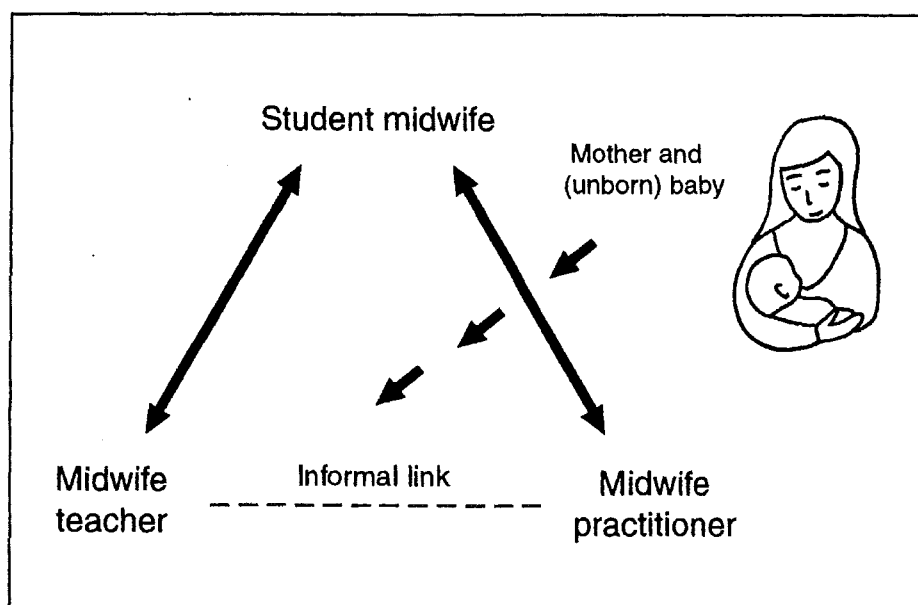 Student midwife
Mother and
(unborn) baby
Informal link
Midwife
teacher
Midwife
practitioner